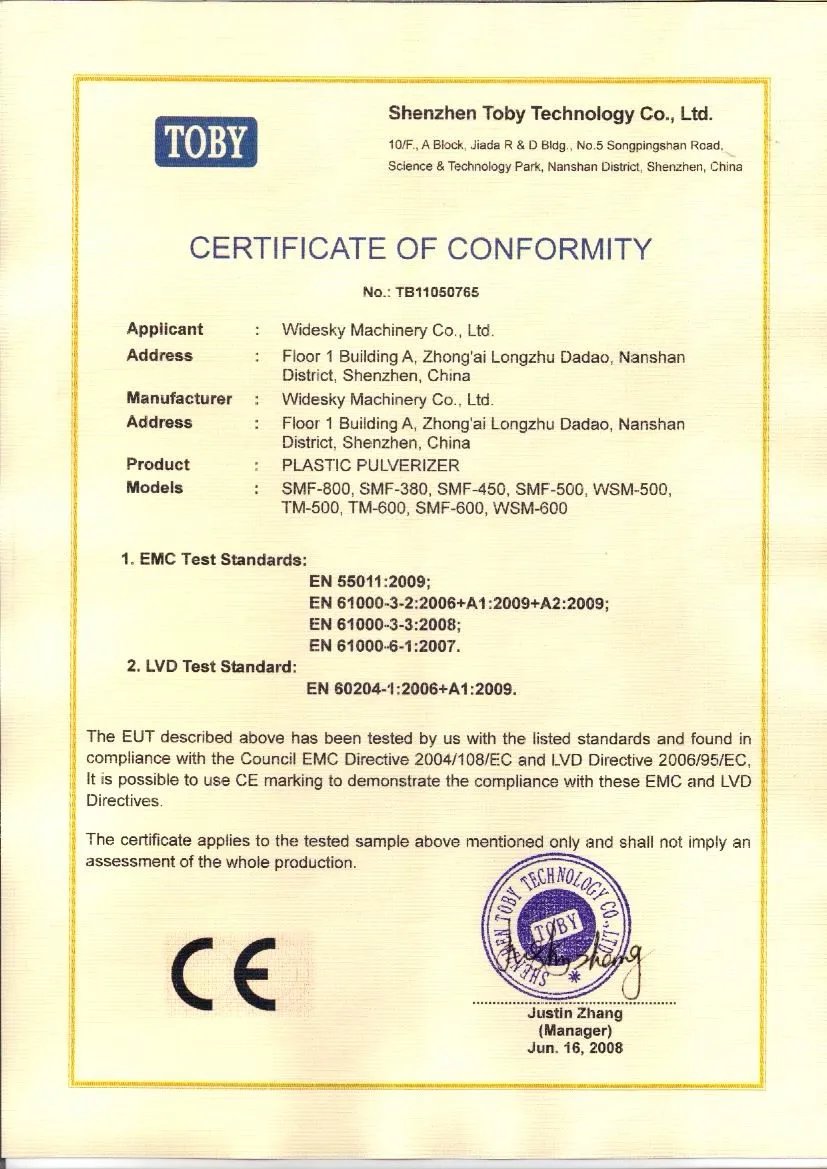 TOBY
Shenzhen Toby Technology Co., Ltd.
10/F., A Block, Jiada R & D Bldg., No.5 Songpingshan Road,
Science & Technology Park, Nanshan District, Shenzhen, China
CERTIFICATE OF CONFORMITY
No.: TB11050765
Applicant : Widesky Machinery Co., Ltd.
Address : Floor 1 Building A, Zhong'ai Longzhu Dadao, Nanshan
District, Shenzhen, China
Manufacturer : Widesky Machinery Co., Ltd.
Address : Floor 1 Building A, Zhong'ai Longzhu Dadao, Nanshan
District, Shenzhen, China
Product : PLASTIC PULVERIZER
Models : SMF-800, SMF-380, SMF-450, SMF-500, WSM-500,
TM-500, TM-600, SMF-600, WSM-600
1. EMC Test Standards:
EN 55011:2009;
EN 61000-3-2:2006+A1:2009+A2:2009;
EN 61000-3-3:2008;
EN 61000-6-1:2007.
2. LVD Test Standard:
EN 60204-1:2006+A1:2009.
The EUT described above has been tested by us with the listed standards and found in
compliance with the Council EMC Directive 2004/108/EC and LVD Directive 2006/95/EC,
It is possible to use CE marking to demonstrate the compliance with these EMC and LVD
Directives.
The certificate applies to the tested sample above mentioned only and shall not imply an
assessment of the whole production.
CE
SHENZHEN TOBY TECHNOLOGY CO., LTD.
TOBY
Justin Zhang
(Manager)
Jun. 16, 2008